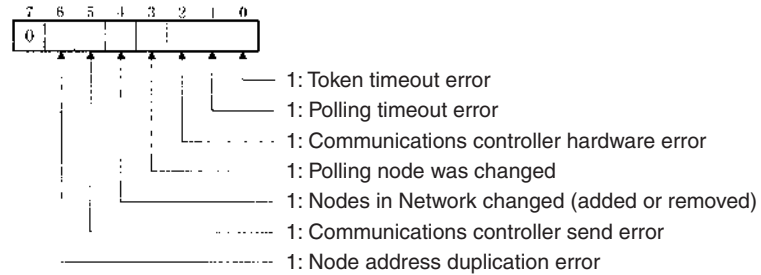 7 6 5 4 3 2 1 0
0
1: Token timeout error
1: Polling timeout error
1: Communications controller hardware error
1: Polling node was changed
1: Nodes in Network changed (added or removed)
1: Communications controller send error
1: Node address duplication error